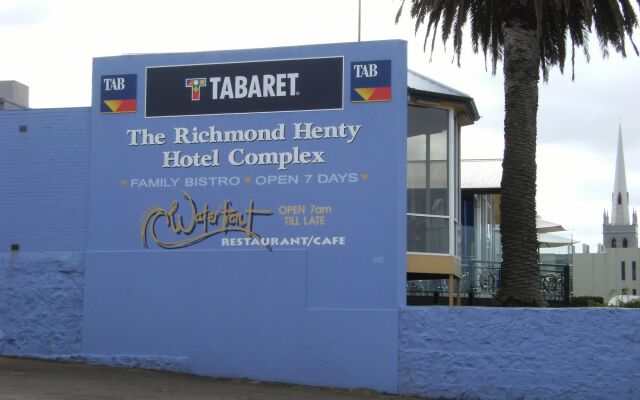 TAB
TABARET
TAB
The Richmond Henty
Hotel Complex
FAMILY BISTRO OPEN 7 DAYS
Waterfront
OPEN 7am
TILL LATE
RESTAURANT/CAFE